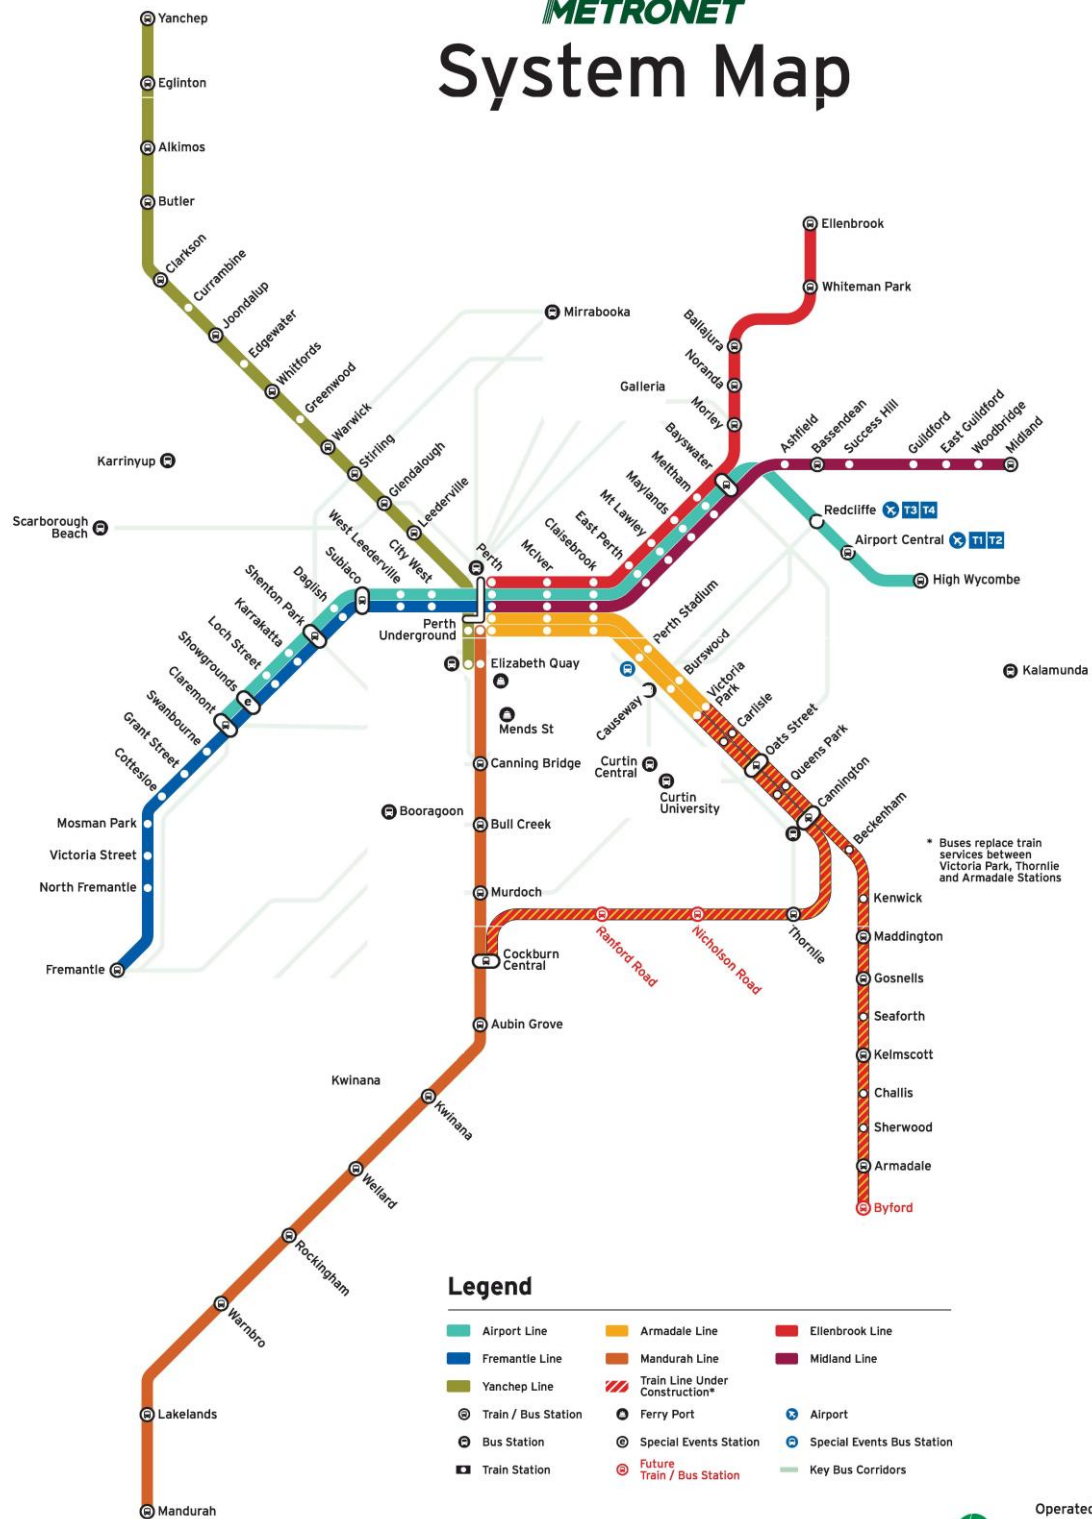 METRONET
System Map
Yanchep
Eglinton
Alkimos
Butler
Clarkson
Currambine
Joondalup
Edgewater
Whitfords
Greenwood
Warwick
Stirling
Glendalough
Leederville
Ellenbrook
Whiteman Park
Ballajura
Noranda
Galleria
Morley
Bayswater
Meltham
Maylands
Mt Lawley
East Perth
Claisebrook
McIver
Perth
Mirrabooka
Karrinyup
Scarborough
Beach
Ashfield
Bassendean
Success Hill
Guildford
East Guildford
Woodbridge
Midland
Redcliffe T3 T4
Airport Central T1 T2
High Wycombe
City West
West Leederville
Subiaco
Daglish
Shenton Park
Karrakatta
Loch Street
Showgrounds
Claremont
Swanbourne
Grant Street
Cottesloe
Mosman Park
Victoria Street
North Fremantle
Fremantle
Perth
Underground
Elizabeth Quay
Mends St
Canning Bridge
Booragoon
Bull Creek
Murdoch
Cockburn
Central
Aubin Grove
Kwinana
Kwinana
Wellard
Rockingham
Warnbro
Lakelands
Mandurah
Perth Stadium
Burswood
Victoria
Park
Carlisle
Oats Street
Queens Park
Cannington
Beckenham
Causeway
Curtin
Central
Curtin
University
Kalamunda
* Buses replace train
services between
Victoria Park, Thornlie
and Armadale Stations
Kenwick
Maddington
Gosnells
Seaforth
Kelmscott
Challis
Sherwood
Armadale
Byford
Ranford Road
Nicholson Road
Thornlie
Legend
Airport Line
Armadale Line
Ellenbrook Line
Fremantle Line
Mandurah Line
Midland Line
Yanchep Line
Train Line Under
Construction*
Train / Bus Station
Ferry Port
Airport
Bus Station
e Special Events Station
Special Events Bus Station
Train Station
Future
Train / Bus Station
Key Bus Corridors
Operated